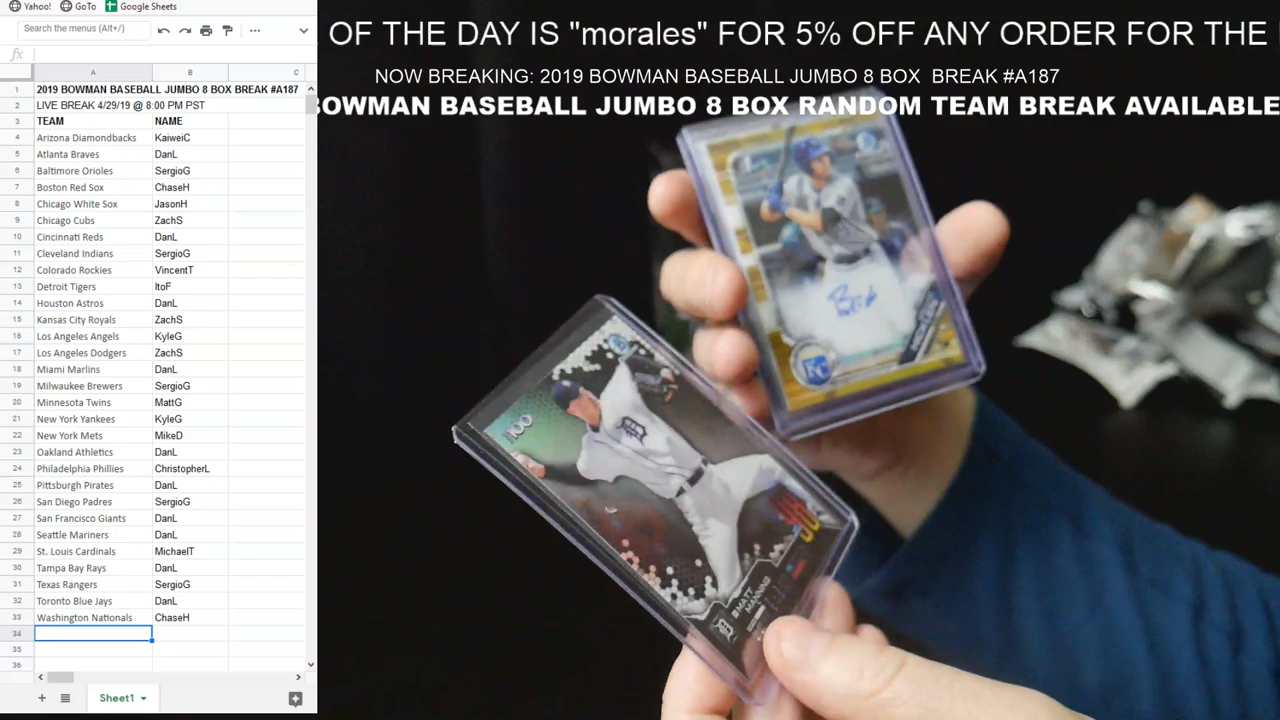 Yahoo! GoTo Google Sheets
Search the menus (Alt+/)
fx
A B C
1 2019 BOWMAN BASEBALL JUMBO 8 BOX BREAK #A187
2 LIVE BREAK 4/29/19 @ 8:00 PM PST
3 TEAM NAME
4 Arizona Diamondbacks KaiweiC
5 Atlanta Braves DanL
6 Baltimore Orioles SergioG
7 Boston Red Sox ChaseH
8 Chicago White Sox JasonH
9 Chicago Cubs ZachS
10 Cincinnati Reds DanL
11 Cleveland Indians SergioG
12 Colorado Rockies VincentT
13 Detroit Tigers ItoF
14 Houston Astros DanL
15 Kansas City Royals ZachS
16 Los Angeles Angels KyleG
17 Los Angeles Dodgers ZachS
18 Miami Marlins DanL
19 Milwaukee Brewers SergioG
20 Minnesota Twins MattG
21 New York Yankees KyleG
22 New York Mets MikeD
23 Oakland Athletics DanL
24 Philadelphia Phillies ChristopherL
25 Pittsburgh Pirates DanL
26 San Diego Padres SergioG
27 San Francisco Giants DanL
28 Seattle Mariners DanL
29 St. Louis Cardinals MichaelT
30 Tampa Bay Rays DanL
31 Texas Rangers SergioG
32 Toronto Blue Jays DanL
33 Washington Nationals ChaseH
34
35
36
Sheet1
OF THE DAY IS "morales" FOR 5% OFF ANY ORDER FOR THE
NOW BREAKING: 2019 BOWMAN BASEBALL JUMBO 8 BOX BREAK #A187
BOWMAN BASEBALL JUMBO 8 BOX RANDOM TEAM BREAK AVAILABLE
KC
100
D
MATT
MANNING